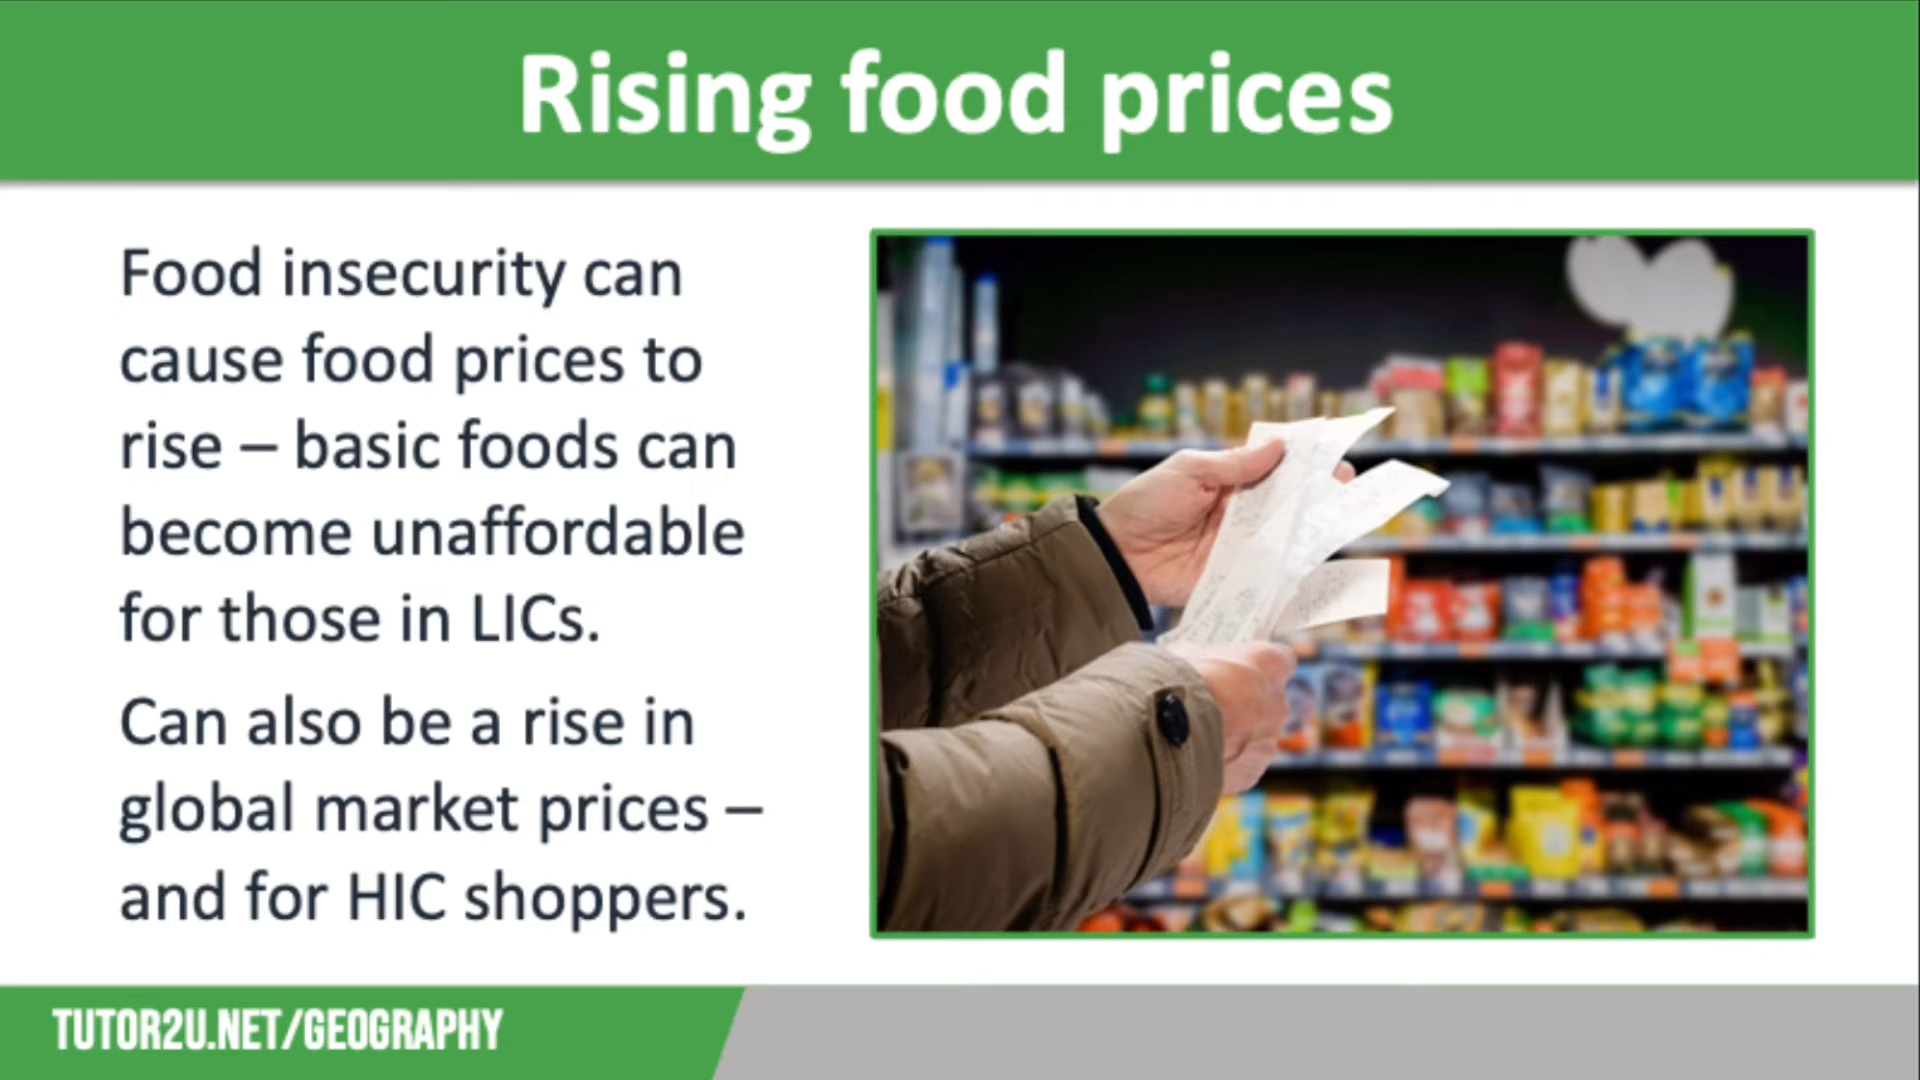 Rising food prices
Food insecurity can
cause food prices to
rise – basic foods can
become unaffordable
for those in LICs.
Can also be a rise in
global market prices –
and for HIC shoppers.
TUTOR2U.NET/GEOGRAPHY